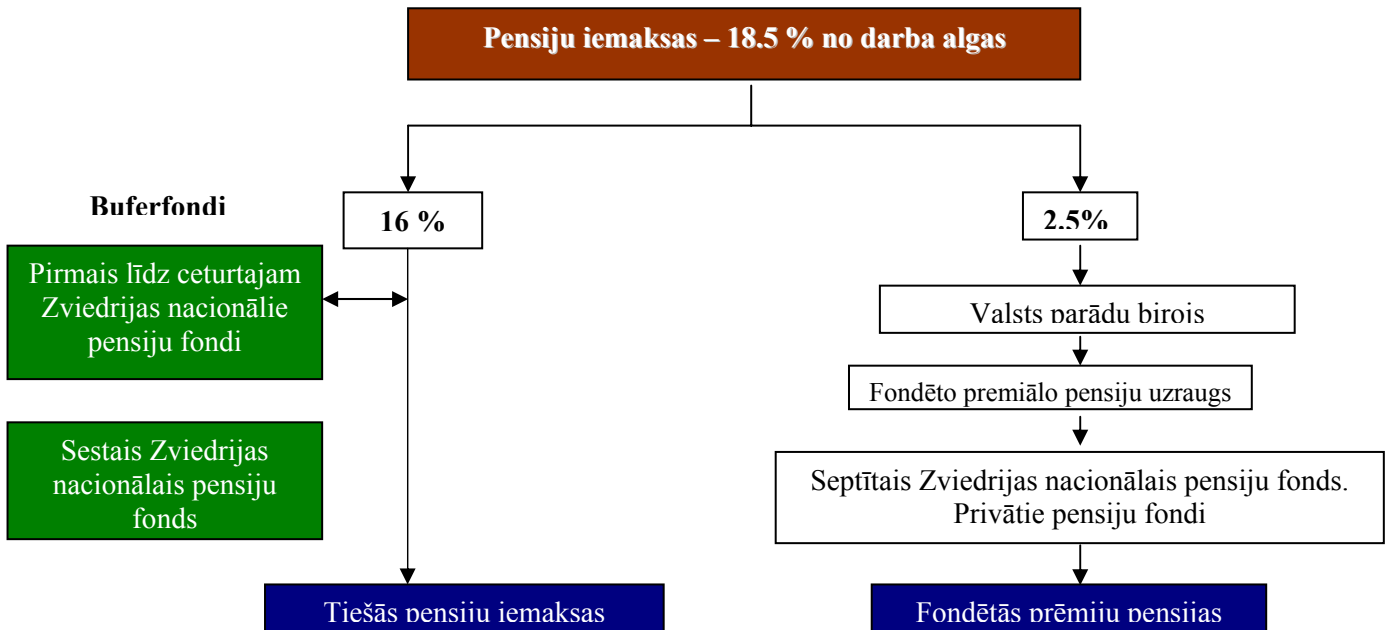 Pensiju iemaksas – 18.5 % no darba algas
Buferfondi
16 %
2.5%
Pirmais līdz ceturtajam
Zviedrijas nacionālie
pensiju fondi
Valsts parādu birojs
Fondēto premiālo pensiju uzraugs
Sestais Zviedrijas
nacionālais pensiju
fonds
Septītais Zviedrijas nacionālais pensiju fonds.
Privātie pensiju fondi
Tiešās pensiju iemaksas
Fondētās prēmiju pensijas